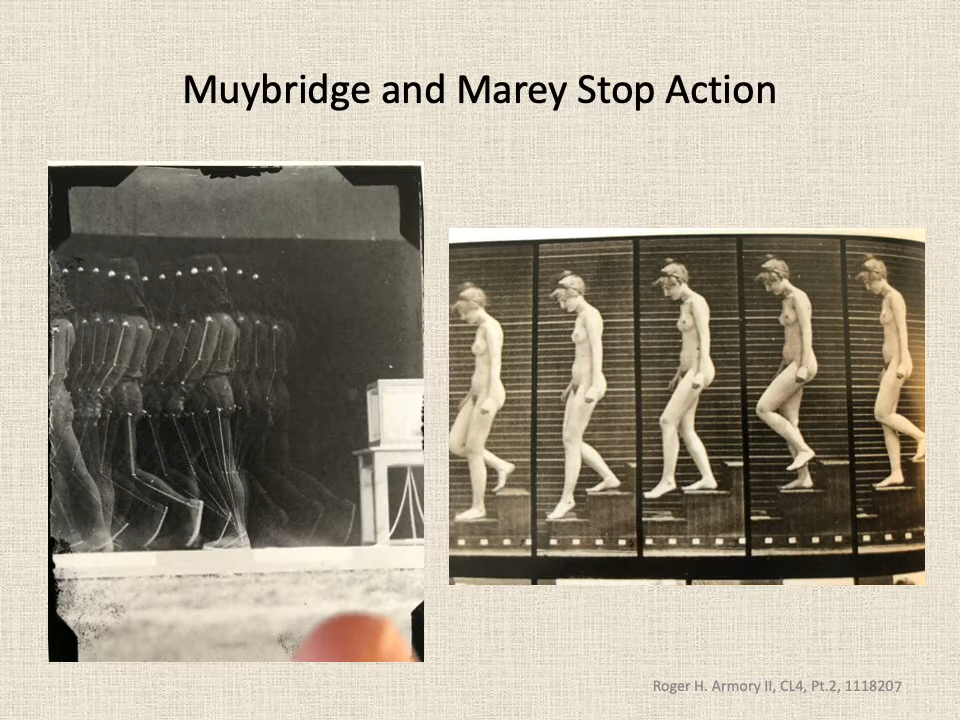 Muybridge and Marey Stop Action
Roger H. Armory II, CL4, Pt.2, 1118207